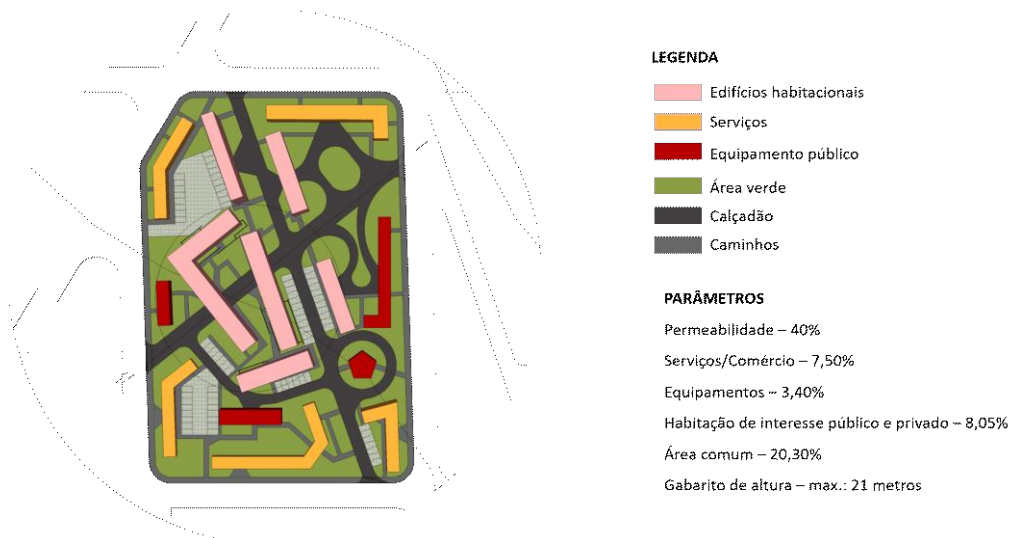 LEGENDA
Edifícios habitacionais
Serviços
Equipamento público
Área verde
Calçadão
Caminhos
PARÂMETROS
Permeabilidade – 40%
Serviços/Comércio – 7,50%
Equipamentos – 3,40%
Habitação de interesse público e privado – 8,05%
Área comum – 20,30%
Gabarito de altura – max.: 21 metros